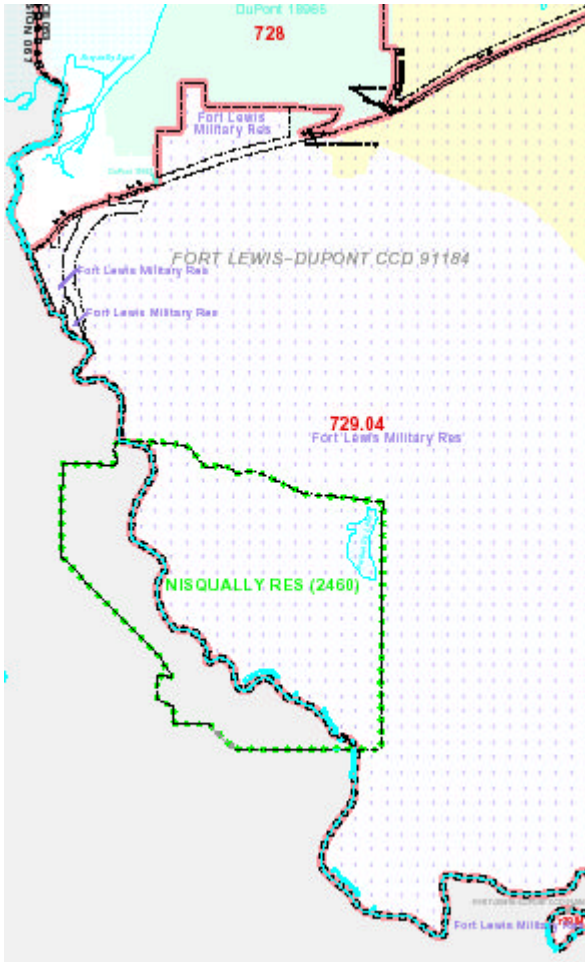 DuPont 18965
728
Fort Lewis
Military Res
FORT LEWIS-DUPONT CCD 91184
Fort Lewis Military Res
Fort Lewis Military Res
729.04
Fort Lewis Military Res
NISQUALLY RES (2460)
Fort Lewis Military Res